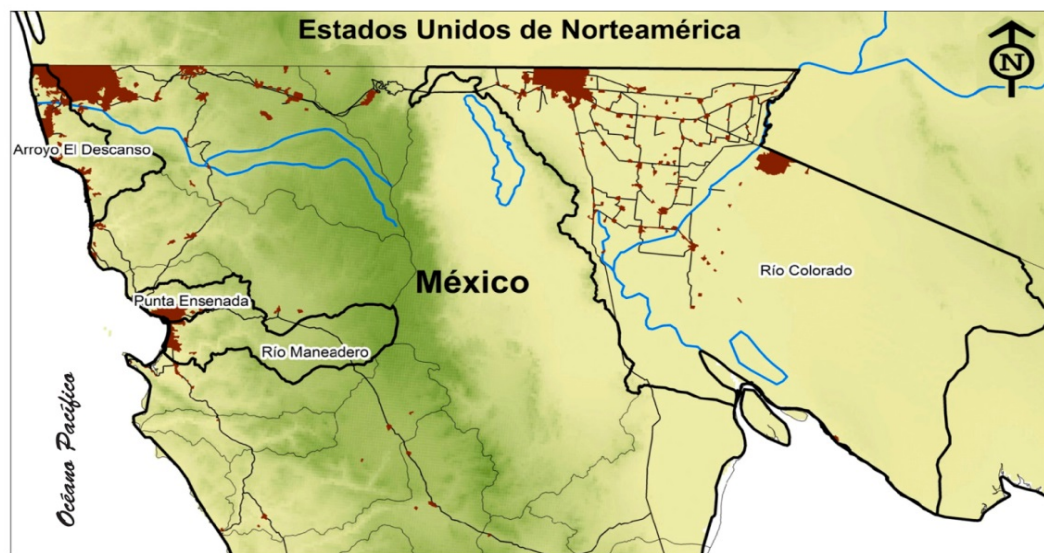 Estados Unidos de Norteamérica
N
Arroyo El Descanso
México
Río Colorado
Punta Ensenada
Río Maneadero
Océano Pacífico